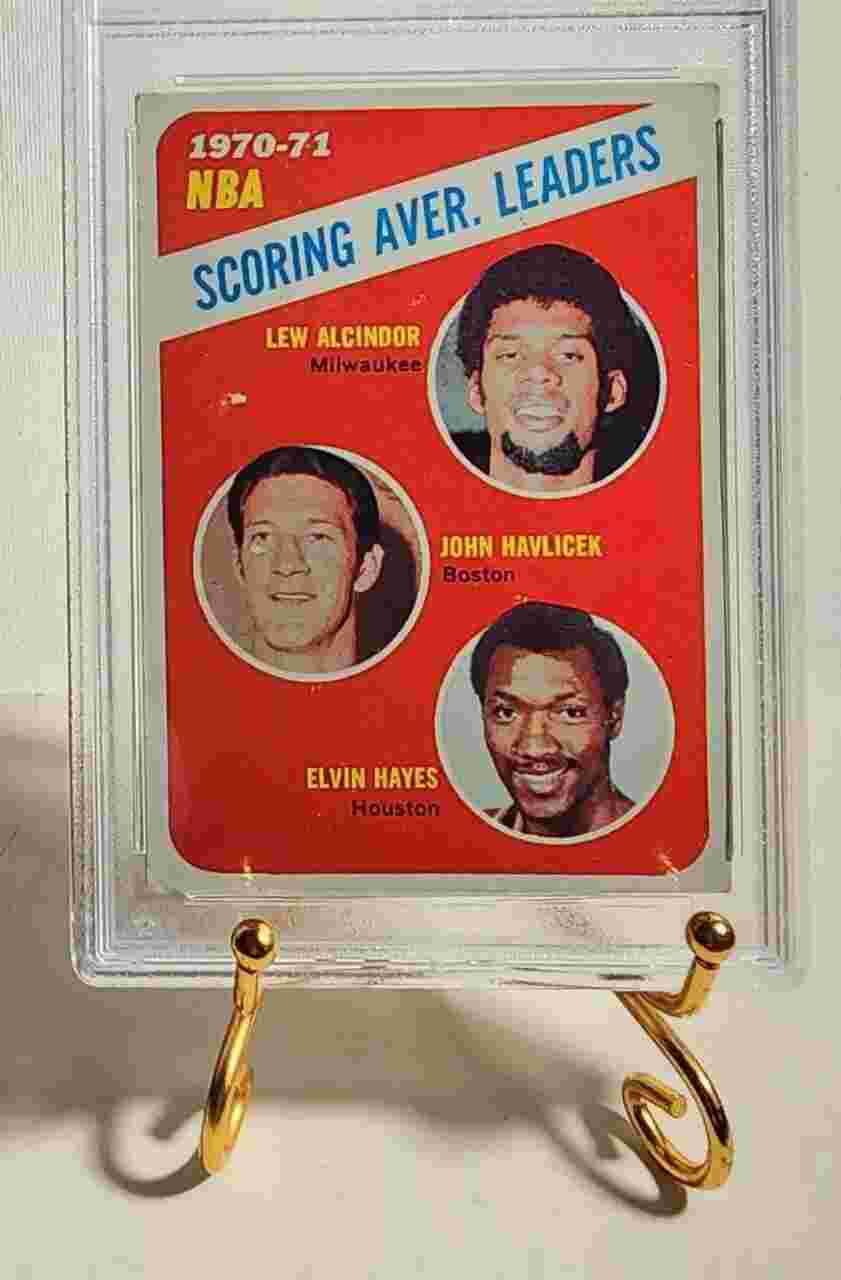 1970-71
NBA
SCORING AVER. LEADERS
LEW ALCINDOR
Milwaukee
JOHN HAVLICEK
Boston
ELVIN HAYES
Houston